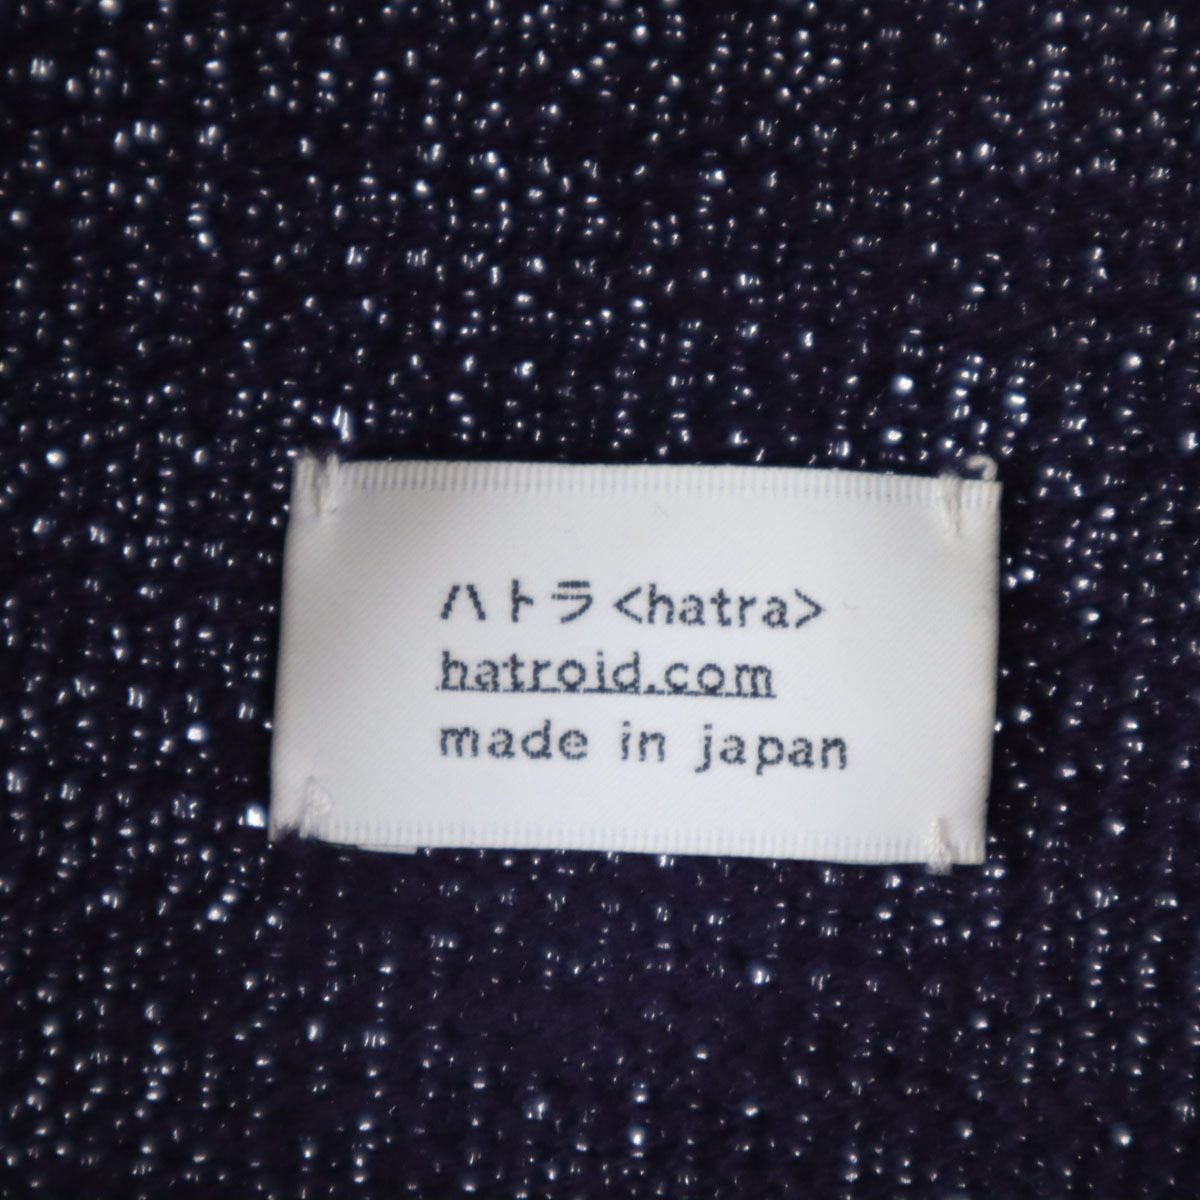 ハトラ<hatra>
hatroid.com
made in japan